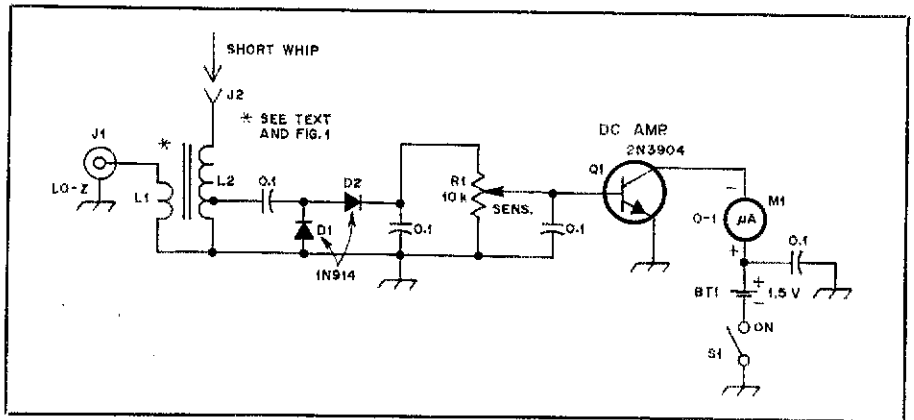 SHORT WHIP
J2
* SEE TEXT
AND FIG. 1
J1
*
LO-Z
L1
L2
0.1
D2
D1
1N914
0.1
R1
10 k
SENS.
0.1
DC AMP.
2N3904
Q1
-
0-1
μA
M1
+
0.1
BT1
+
-
1.5 V
ON
S1